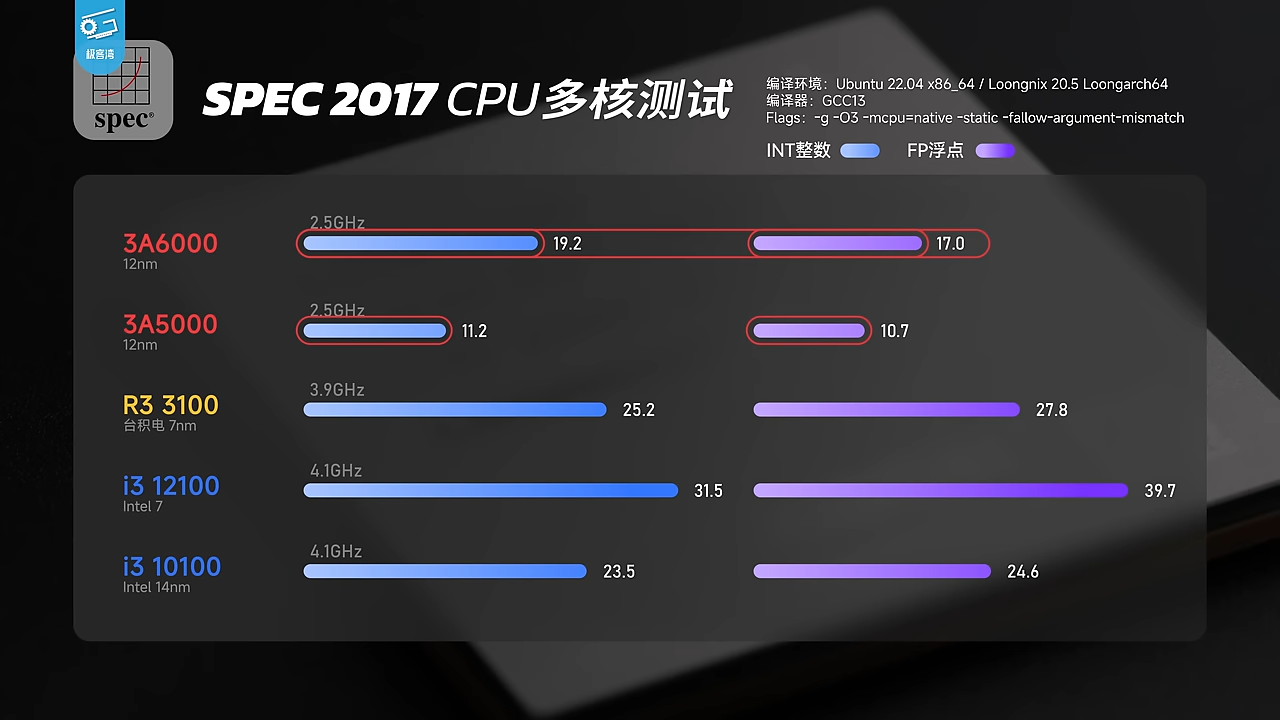 极客湾
spec®
SPEC 2017 CPU多核测试
编译环境：Ubuntu 22.04 x86_64 / Loongnix 20.5 Loongarch64
编译器：GCC13
Flags：-g -O3 -mcpu=native -static -fallow-argument-mismatch
INT整数 FP浮点
2.5GHz
3A6000 19.2 17.0
12nm
2.5GHz
3A5000 11.2 10.7
12nm
3.9GHz
R3 3100 25.2 27.8
台积电 7nm
4.1GHz
i3 12100 31.5 39.7
Intel 7
4.1GHz
i3 10100 23.5 24.6
Intel 14nm